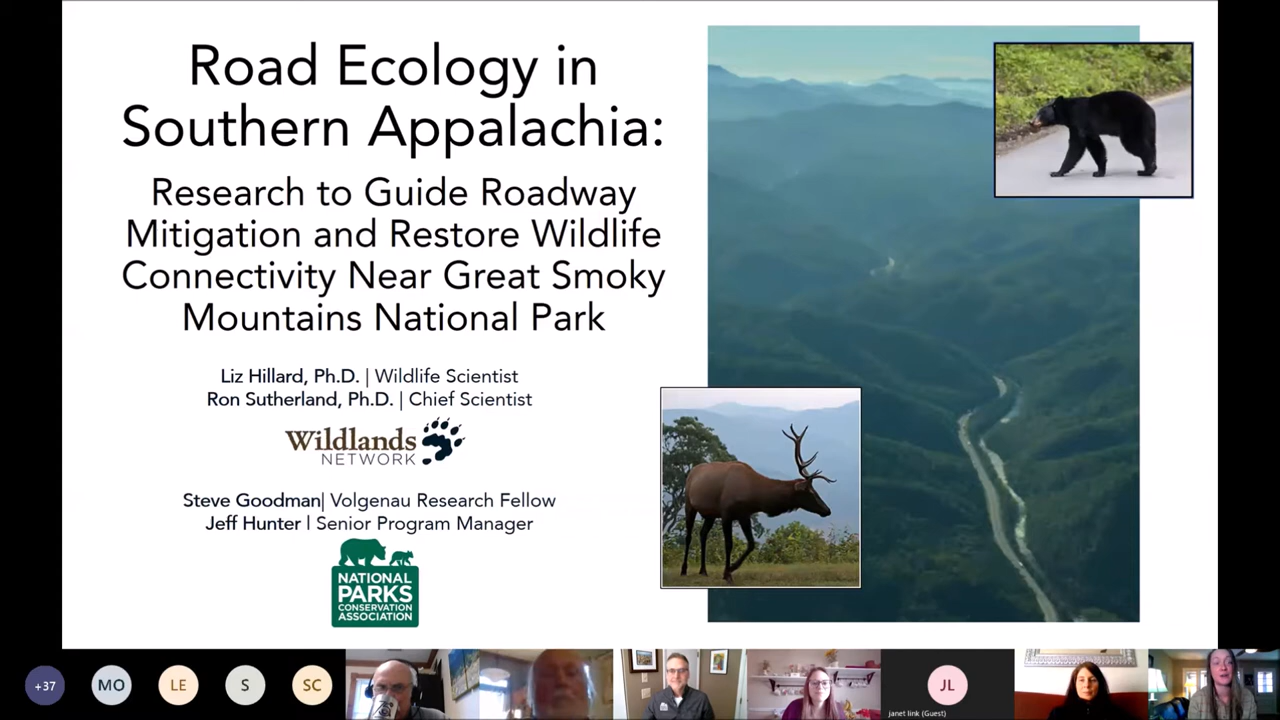 Road Ecology in
Southern Appalachia:
Research to Guide Roadway
Mitigation and Restore Wildlife
Connectivity Near Great Smoky
Mountains National Park
Liz Hillard, Ph.D. | Wildlife Scientist
Ron Sutherland, Ph.D. | Chief Scientist
Wildlands
NETWORK
Steve Goodman| Volgenau Research Fellow
Jeff Hunter | Senior Program Manager
NATIONAL
PARKS
CONSERVATION
ASSOCIATION
+37
MO
LE
S
SC
JL
janet link (Guest)